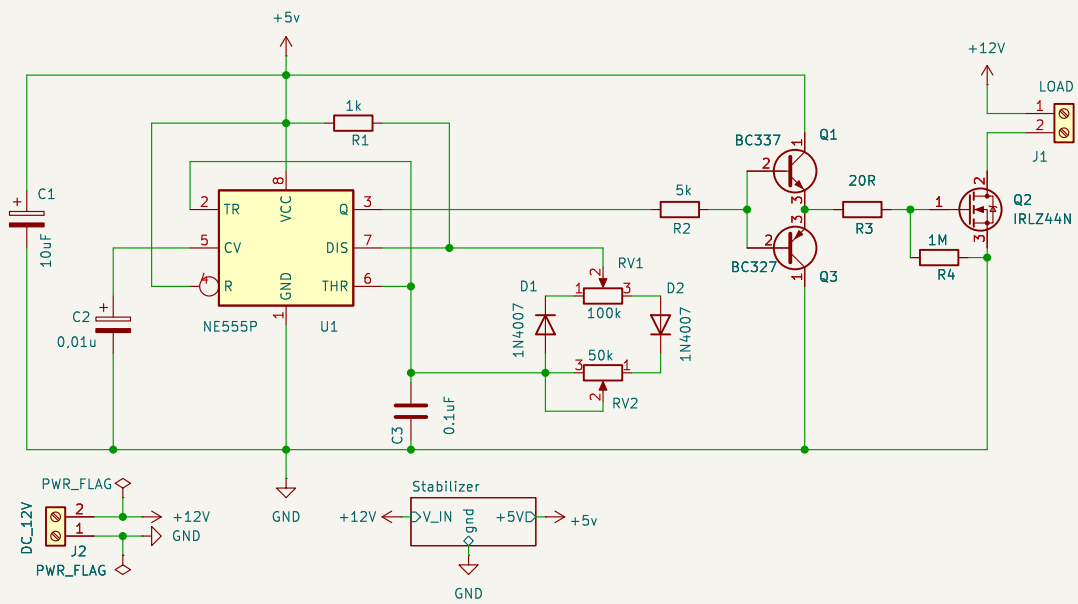 +5v
+12V
LOAD
1
2
J1
1k
R1
BC337
Q1
1
2
3
C1
+
10uF
8
VCC
2
TR
Q
3
5
CV
DIS
7
4
R
GND
THR
6
1
NE555P
U1
5k
R2
20R
R3
3
2
BC327
1
Q3
2
1
3
Q2
IRLZ44N
1M
R4
C2
+
0,01u
RV1
2
1
3
100k
D1
1N4007
D2
1N4007
50k
3
1
2
RV2
C3
0.1uF
PWR_FLAG
DC_12V
2
1
+12V
GND
J2
PWR_FLAG
GND
Stabilizer
+12V
V_IN
gnd
+5V
+5v
GND